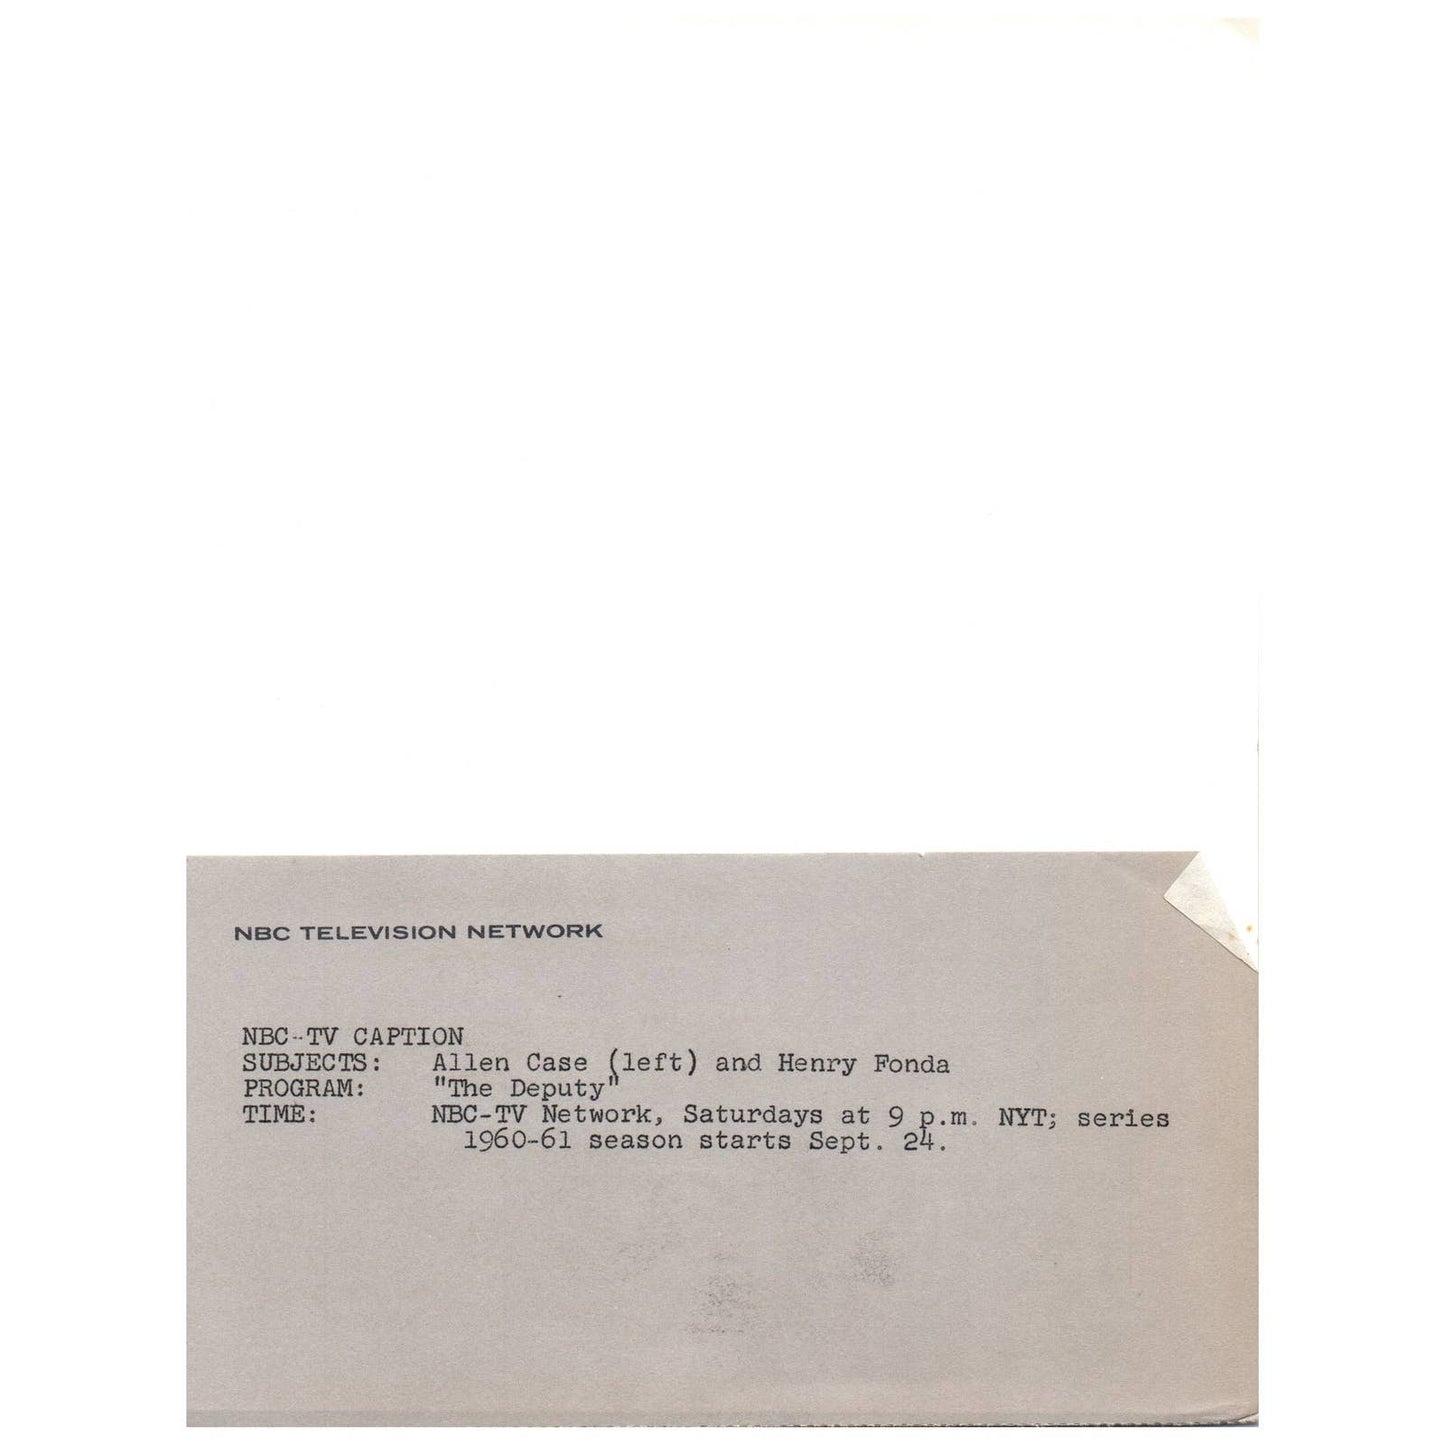 NBC TELEVISION NETWORK
NBC-TV CAPTION
SUBJECTS: Allen Case (left) and Henry Fonda
PROGRAM: "The Deputy"
TIME: NBC-TV Network, Saturdays at 9 p.m. NYT; series
1960-61 season starts Sept. 24.